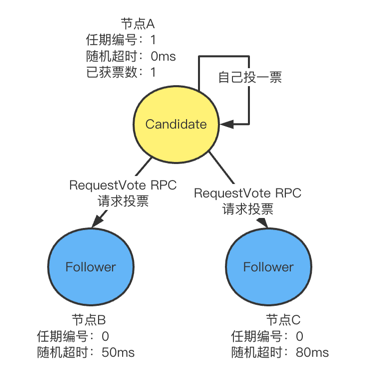 节点A
任期编号：1
随机超时：0ms
已获票数：1
自己投一票
Candidate
RequestVote RPC
请求投票
RequestVote RPC
请求投票
Follower
Follower
节点B
任期编号：0
随机超时：50ms
节点C
任期编号：0
随机超时：80ms